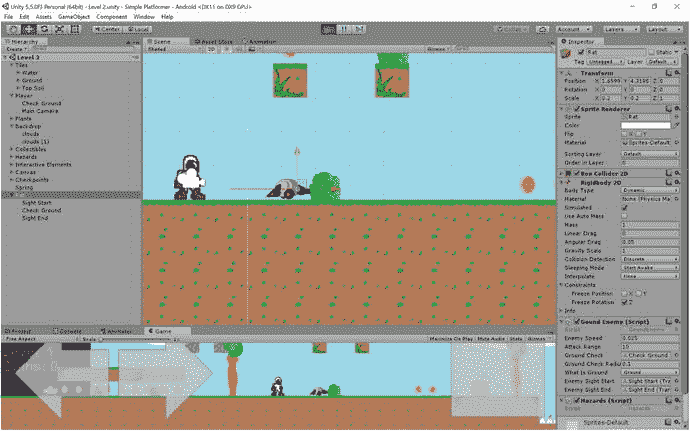 Unity 5.5.0f3 Personal (64bit) - Level 2.unity - Simple Platformer - Android <DX11 on DX9 GPU>
File Edit Assets GameObject Component Window Help
Center Local Collab Account Layers Layout
Hierarchy
Create
Level 2
Tiles
Water
Ground
Top Soil
Player
Check Ground
Main Camera
Plants
Backdrop
clouds
clouds (1)
Collectibles
Hazards
Interactive Elements
Canvas
Checkpoints
Spring
Sight Start
Check Ground
Sight End
Scene Asset Store Animation
Shaded 2D Gizmos
Project Console Animator Game
Free Aspect Scale Maximize On Play Mute Audio Stats Gizmos
Inspector
Rat Static
Tag Untagged Layer Default
Transform
Position X Y Z 0
Rotation X 0 Y 0 Z 0
Scale X 0.2 Y 0.2 Z 1
Sprite Renderer
Sprite Rat
Color
Flip X Y
Material Sprites-Default
Sorting Layer Default
Order in Layer
Box Collider 2D
Rigidbody 2D
Body Type Dynamic
Material None (Physics Ma
Simulated
Use Auto Mass
Mass 1
Linear Drag 0
Angular Drag 0.05
Gravity Scale 1
Collision Detection Discrete
Sleeping Mode Start Awake
Interpolate None
Constraints
Freeze Position X Y
Freeze Rotation Z
Info
Gound Enemy (Script)
Script
Enemy Speed 0.025
Attack Range 10
Ground Check Check Ground
Ground Check Radiu 0.1
What Is Ground Ground
Enemy Sight Start Sight Start (Tra
Enemy Sight End Sight End (Tran
Hazards (Script)
Script Hazards
Sprites-Default